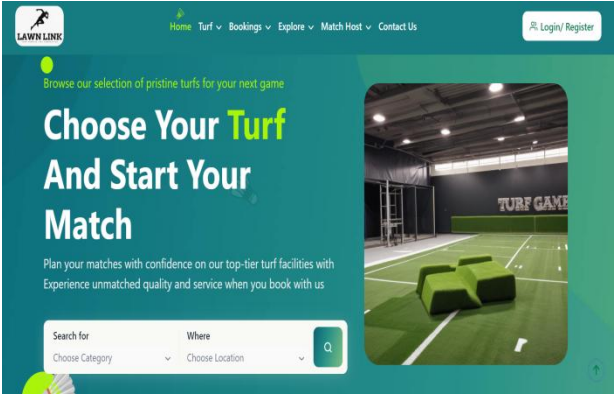 LAWN LINK
Home Turf Bookings Explore Match Host Contact Us
Login/ Register
Browse our selection of pristine turfs for your next game
Choose Your Turf
And Start Your
Match
Plan your matches with confidence on our top-tier turf facilities with
Experience unmatched quality and service when you book with us
Search for
Where
Choose Category
Choose Location
TURF GAME